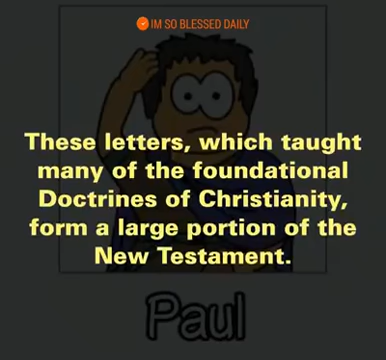 IM SO BLESSED DAILY
These letters, which taught
many of the foundational
Doctrines of Christianity,
form a large portion of the
New Testament.
Paul